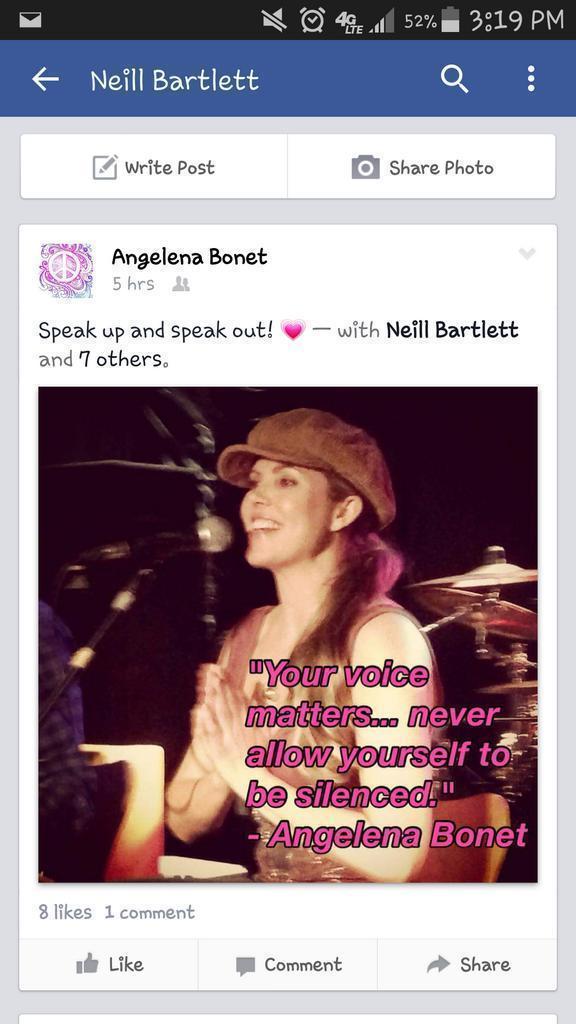 4G LTE 52% 3:19 PM
Neill Bartlett
Write Post Share Photo
Angelena Bonet
5 hrs
Speak up and speak out! 💗 — with Neill Bartlett
and 7 others.
"Your voice
matters... never
allow yourself to
be silenced."
- Angelena Bonet
8 likes 1 comment
Like Comment Share